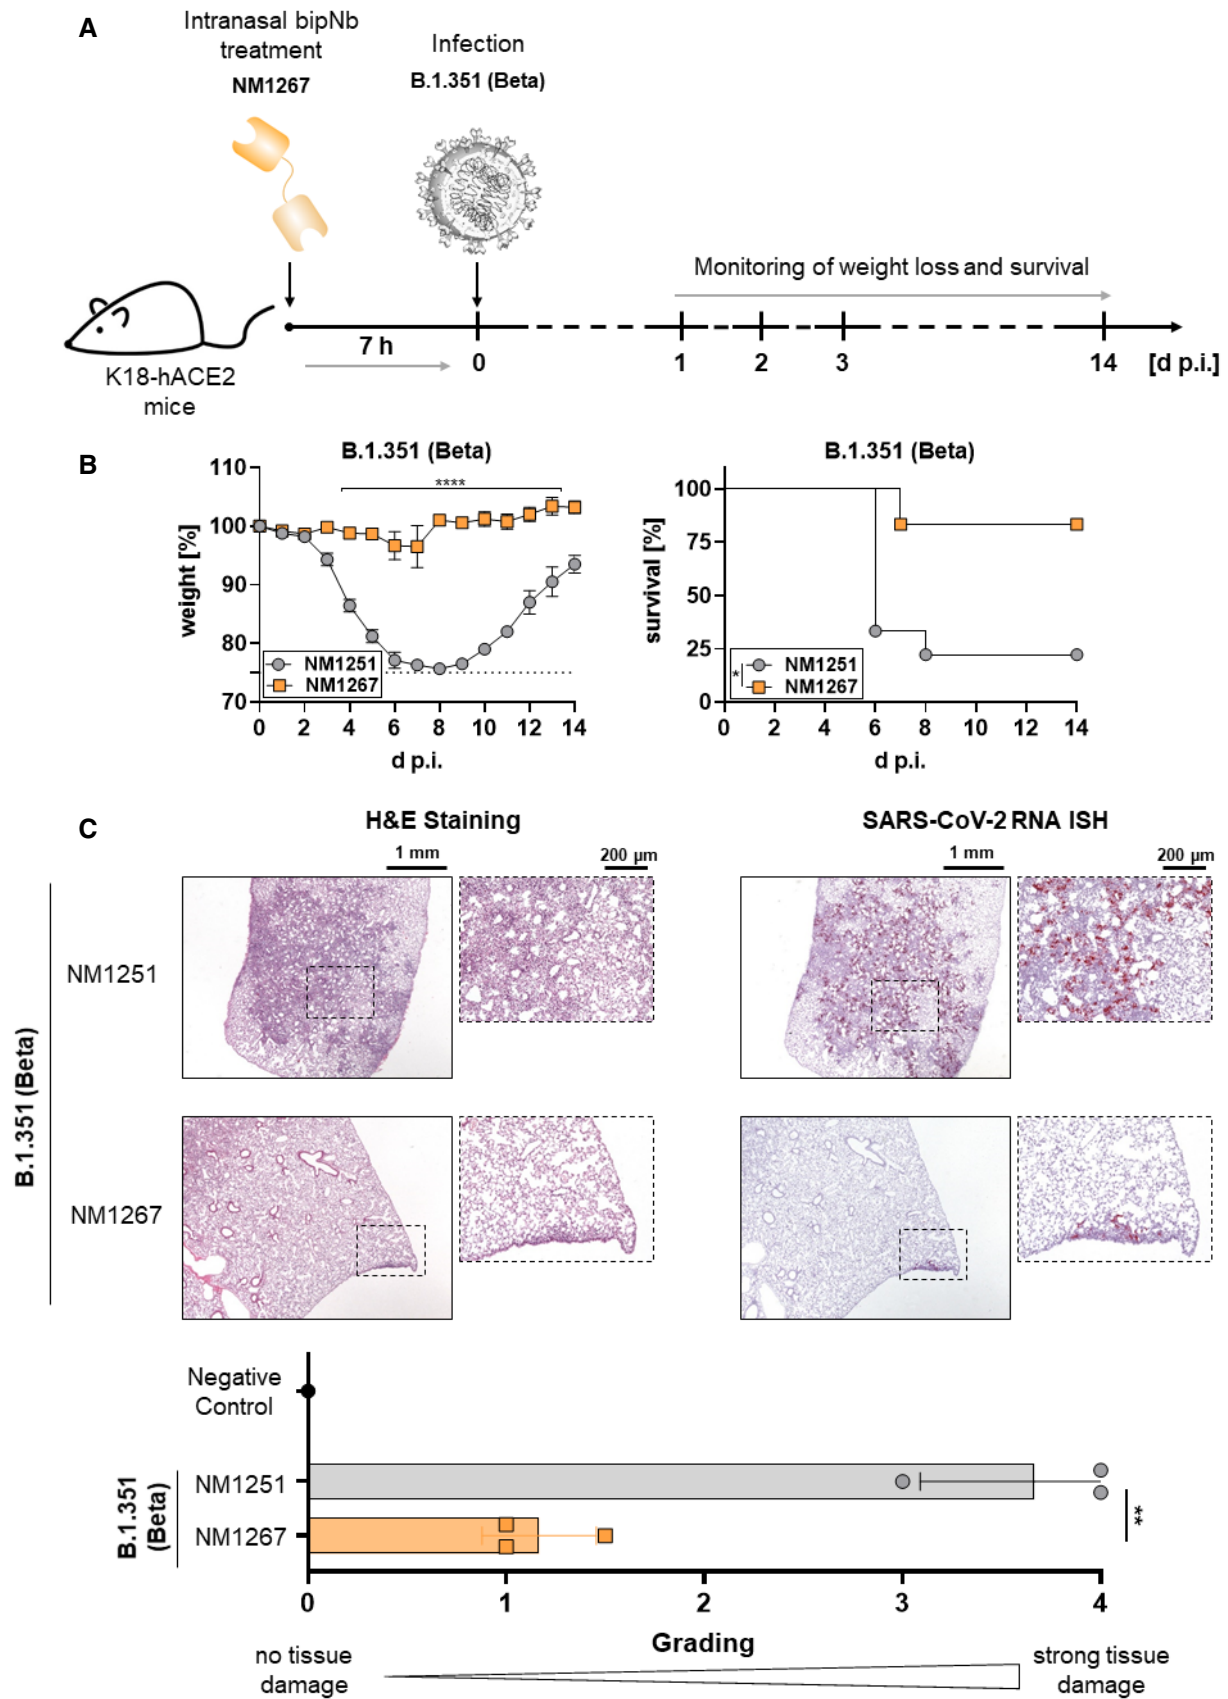 A
Intranasal bipNb
treatment
NM1267
Infection
B.1.351 (Beta)
Monitoring of weight loss and survival
7 h
0
1
2
3
14
[d p.i.]
K18-hACE2
mice
B
B.1.351 (Beta)
110
100
90
80
70
weight [%]
****
NM1251
NM1267
0 2 4 6 8 10 12 14
d p.i.
B.1.351 (Beta)
100
75
50
25
0
survival [%]
*
NM1251
NM1267
0 2 4 6 8 10 12 14
d p.i.
C
H&E Staining
SARS-CoV-2 RNA ISH
1 mm
200 µm
1 mm
200 µm
B.1.351 (Beta)
NM1251
NM1267
Negative
Control
B.1.351
(Beta)
NM1251
NM1267
**
0 1 2 3 4
Grading
no tissue
damage
strong tissue
damage